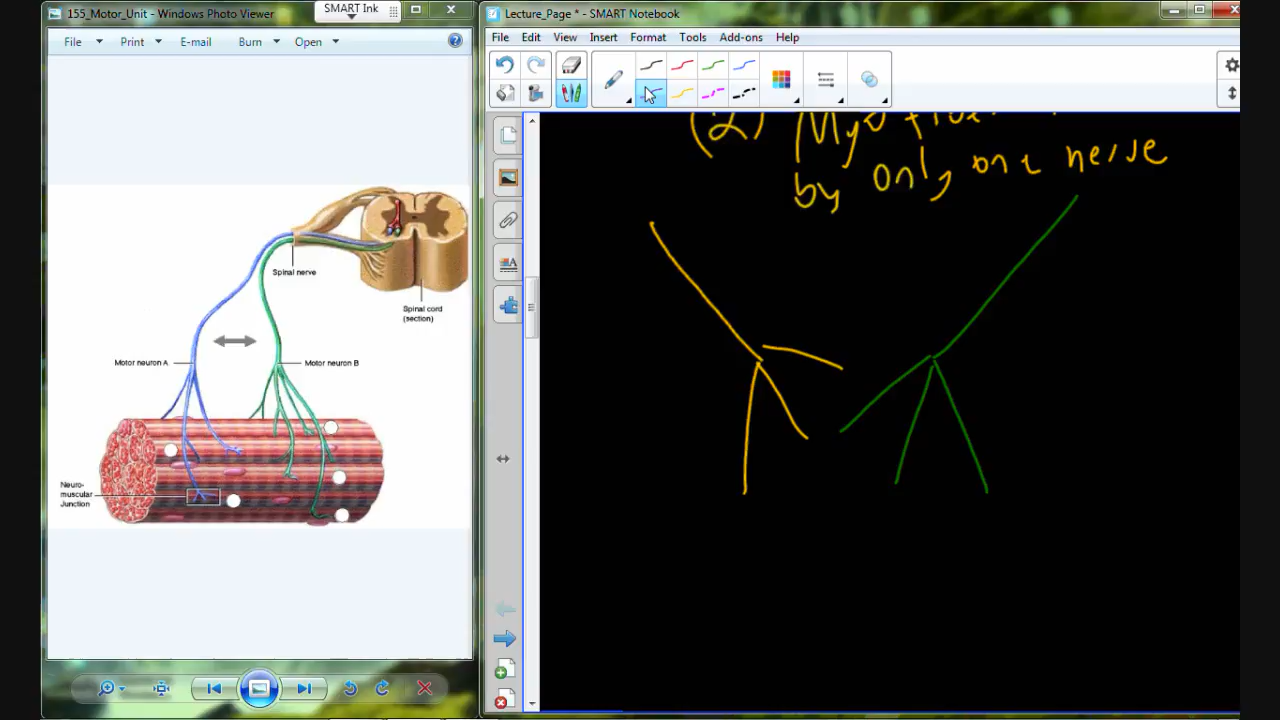 155_Motor_Unit - Windows Photo Viewer
SMART Ink
File Print E-mail Burn Open
Spinal nerve
Spinal cord
(section)
Motor neuron A
Motor neuron B
Neuro-
muscular
Junction
Lecture_Page * - SMART Notebook
File Edit View Insert Format Tools Add-ons Help
(2)
by only one nerve